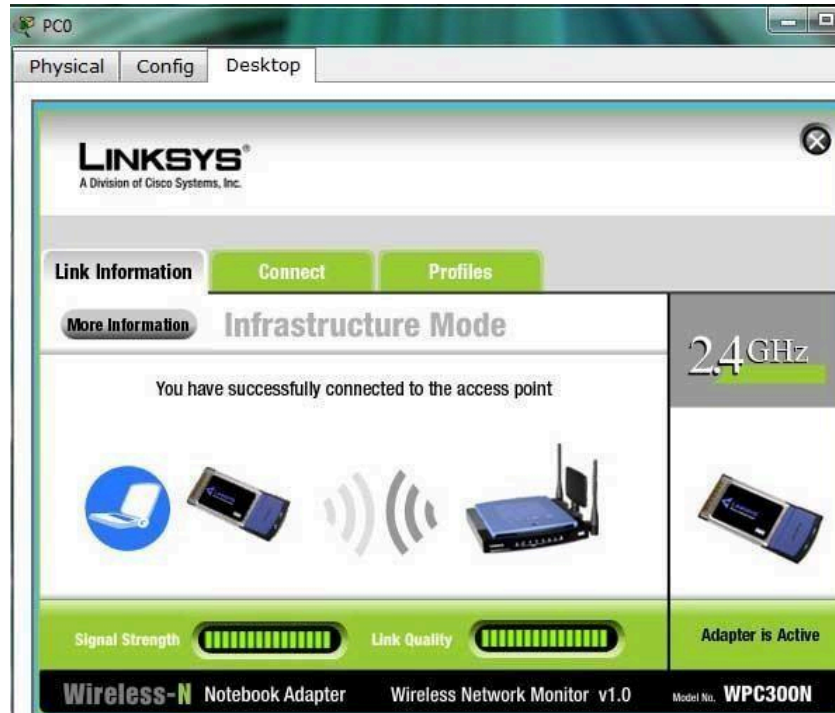 PC0
Physical Config Desktop
LINKSYS®
A Division of Cisco Systems, Inc.
Link Information Connect Profiles
More Information Infrastructure Mode
2.4 GHz
You have successfully connected to the access point
Signal Strength Link Quality Adapter is Active
Wireless-N Notebook Adapter Wireless Network Monitor v1.0 Model No. WPC300N